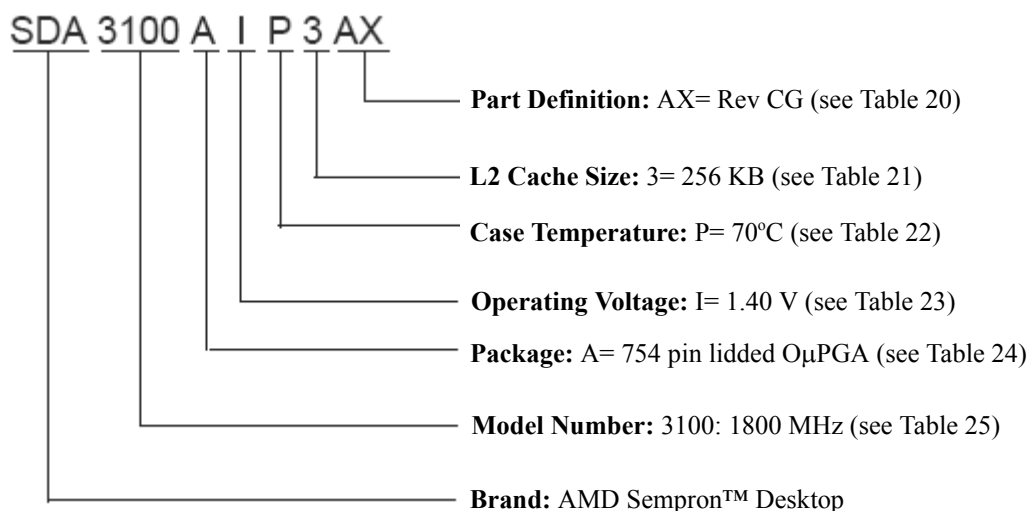 SDA 3100 A I P 3 AX
Part Definition: AX= Rev CG (see Table 20)
L2 Cache Size: 3= 256 KB (see Table 21)
Case Temperature: P= 70ºC (see Table 22)
Operating Voltage: I= 1.40 V (see Table 23)
Package: A= 754 pin lidded OμPGA (see Table 24)
Model Number: 3100: 1800 MHz (see Table 25)
Brand: AMD Sempron™ Desktop